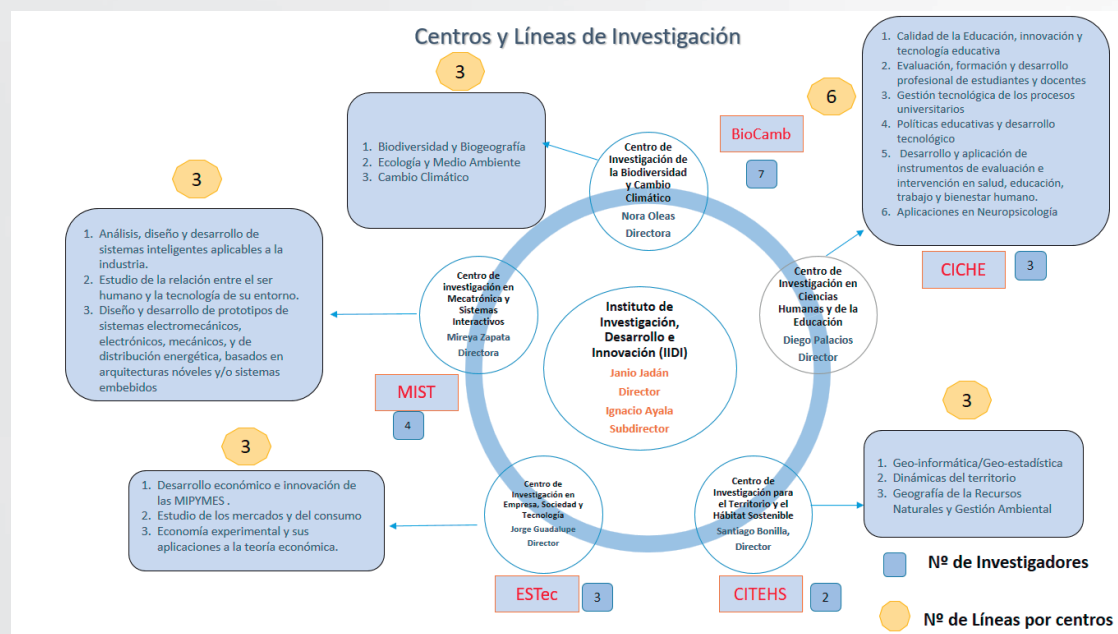 Centros y Líneas de Investigación
3
1. Biodiversidad y Biogeografía
2. Ecología y Medio Ambiente
3. Cambio Climático
Centro de
Investigación de
la Biodiversidad
y Cambio
Climático
Nora Oleas
Directora
BioCamb
7
6
1. Calidad de la Educación, innovación y
tecnología educativa
2. Evaluación, formación y desarrollo
profesional de estudiantes y docentes
3. Gestión tecnológica de los procesos
universitarios
4. Políticas educativas y desarrollo
tecnológico
5. Desarrollo y aplicación de
instrumentos de evaluación e
intervención en salud, educación,
trabajo y bienestar humano.
6. Aplicaciones en Neuropsicología
CICHE
3
Centro de
Investigación en
Ciencias
Humanas y de la
Educación
Diego Palacios
Director
3
1. Análisis, diseño y desarrollo de
sistemas inteligentes aplicables a la
industria.
2. Estudio de la relación entre el ser
humano y la tecnología de su entorno.
3. Diseño y desarrollo de prototipos de
sistemas electromecánicos,
electrónicos, mecánicos, y de
distribución energética, basados en
arquitecturas nóveles y/o sistemas
embebidos
Centro de
investigación en
Mecatrónica y
Sistemas
Interactivos
Mireya Zapata
Directora
MIST
4
Instituto de
Investigación,
Desarrollo e
Innovación (IIDI)
Janio Jadán
Director
Ignacio Ayala
Subdirector
3
1. Desarrollo económico e innovación de
las MIPYMES .
2. Estudio de los mercados y del consumo
3. Economía experimental y sus
aplicaciones a la teoría económica.
Centro de
Investigación en
Empresa, Sociedad y
Tecnología
Jorge Guadalupe
Director
ESTec
3
Centro de
Investigación para
el Territorio y el
Hábitat Sostenible
Santiago Bonilla,
Director
CITEHS
2
3
1. Geo-informática/Geo-estadística
2. Dinámicas del territorio
3. Geografía de la Recursos
Naturales y Gestión Ambiental
Nº de Investigadores
Nº de Líneas por centros